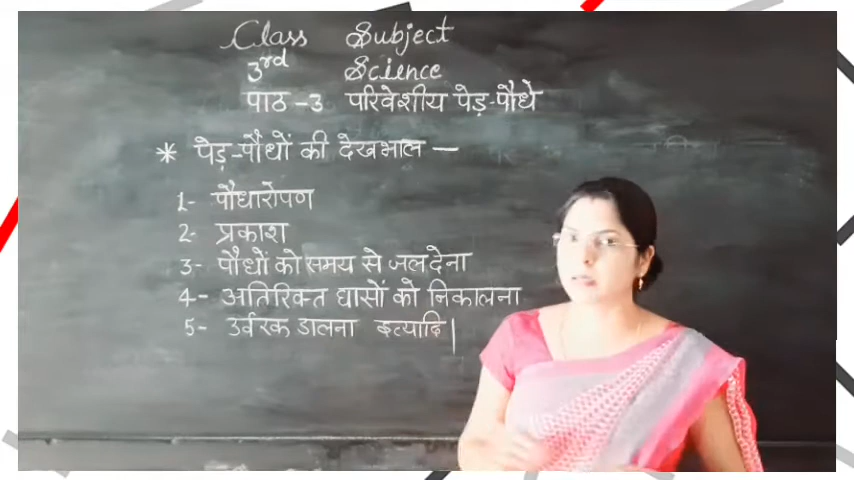 Class Subject
3rd Science
पाठ -3 परिवेशीय पेड़-पौधे
* पेड़-पौधों की देखभाल —
1- पौधारोपण
2- प्रकाश
3- पौधों को समय से जल देना
4- अतिरिक्त घासों को निकालना
5- उर्वरक डालना इत्यादि|